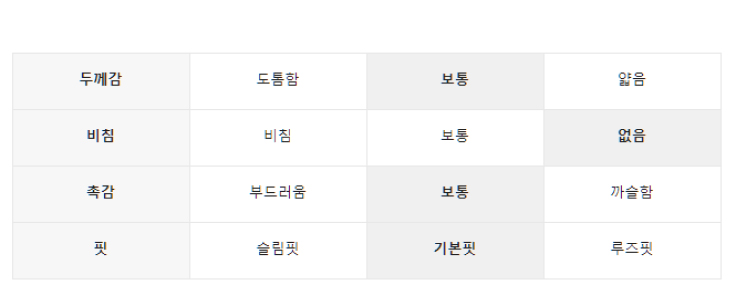 두께감 도톰함 보통 얇음
비침 비침 보통 없음
촉감 부드러움 보통 까슬함
핏 슬림핏 기본핏 루즈핏